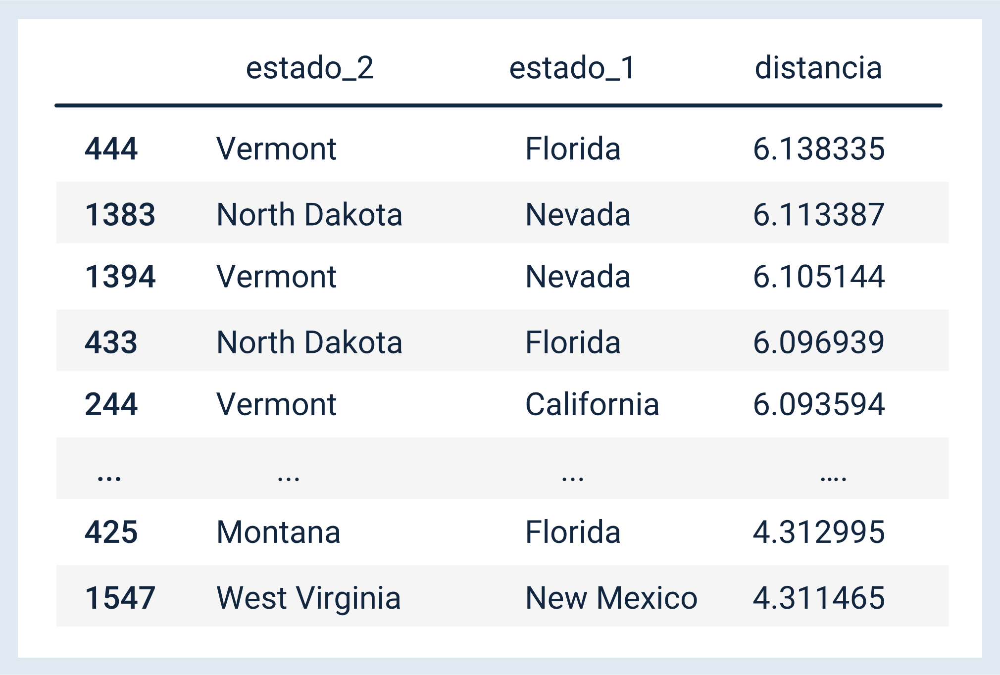 estado_2 estado_1 distancia
444 Vermont Florida 6.138335
1383 North Dakota Nevada 6.113387
1394 Vermont Nevada 6.105144
433 North Dakota Florida 6.096939
244 Vermont California 6.093594
... ... ... ....
425 Montana Florida 4.312995
1547 West Virginia New Mexico 4.311465